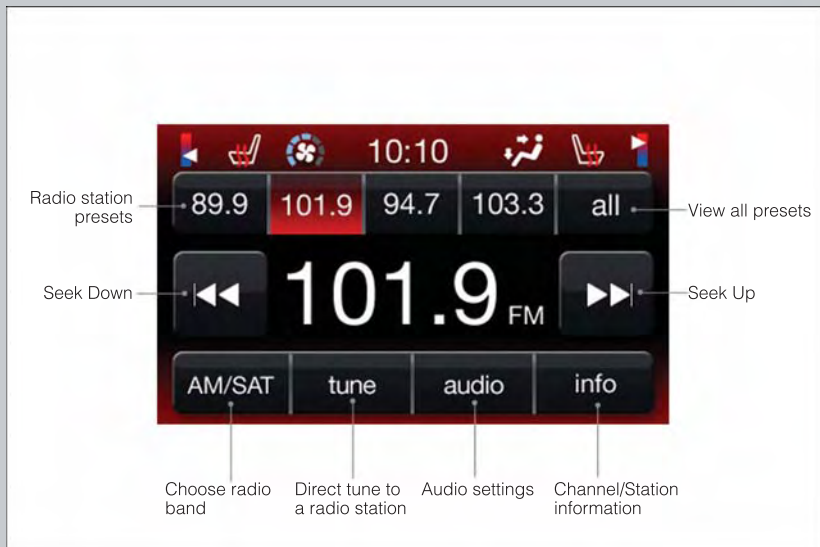 10:10
Radio station
presets
89.9 101.9 94.7 103.3 all
View all presets
Seek Down
101.9 FM
Seek Up
AM/SAT tune audio info
Choose radio
band
Direct tune to
a radio station
Audio settings
Channel/Station
information